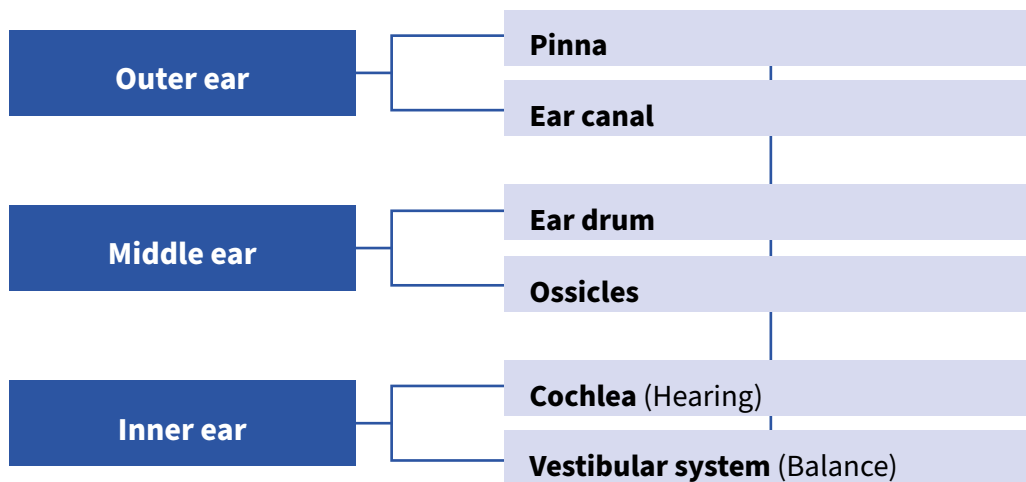 Outer ear
Pinna
Ear canal
Middle ear
Ear drum
Ossicles
Inner ear
Cochlea (Hearing)
Vestibular system (Balance)